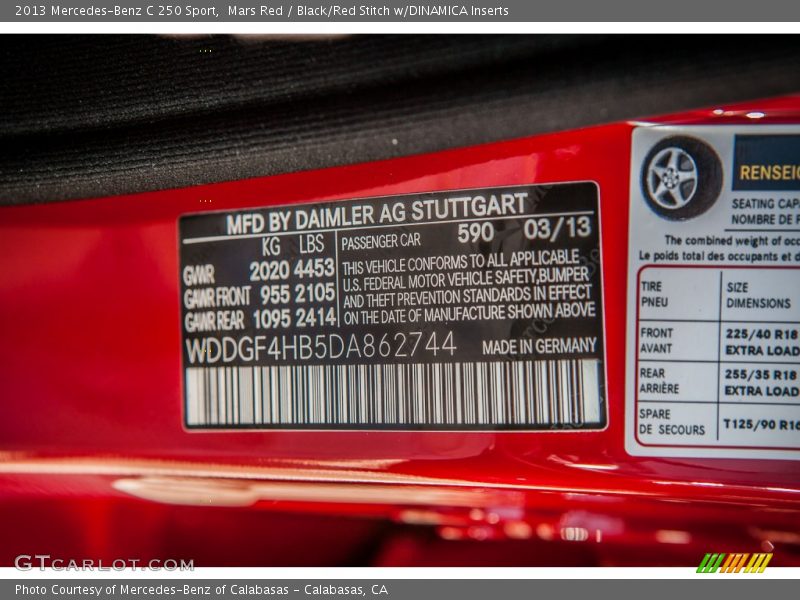 2013 Mercedes-Benz C 250 Sport, Mars Red / Black/Red Stitch w/DINAMICA Inserts
MFD BY DAIMLER AG STUTTGART
KG LBS
GWR 2020 4453
GAWR FRONT 955 2105
GAWR REAR 1095 2414
PASSENGER CAR 590 03/13
THIS VEHICLE CONFORMS TO ALL APPLICABLE
U.S. FEDERAL MOTOR VEHICLE SAFETY, BUMPER
AND THEFT PREVENTION STANDARDS IN EFFECT
ON THE DATE OF MANUFACTURE SHOWN ABOVE
WDDGF4HB5DA862744 MADE IN GERMANY
SEATING
NOMBRE DE
The combined weight of
Le poids total des occupants et
TIRE SIZE
PNEU DIMENSIONS
FRONT 225/40 R18
AVANT EXTRA LOAD
REAR 255/35 R18
ARRIÈRE EXTRA LOAD
SPARE T125/90
DE SECOURS
GTcarlot.com
Photo Courtesy of Mercedes-Benz of Calabasas - Calabasas, CA